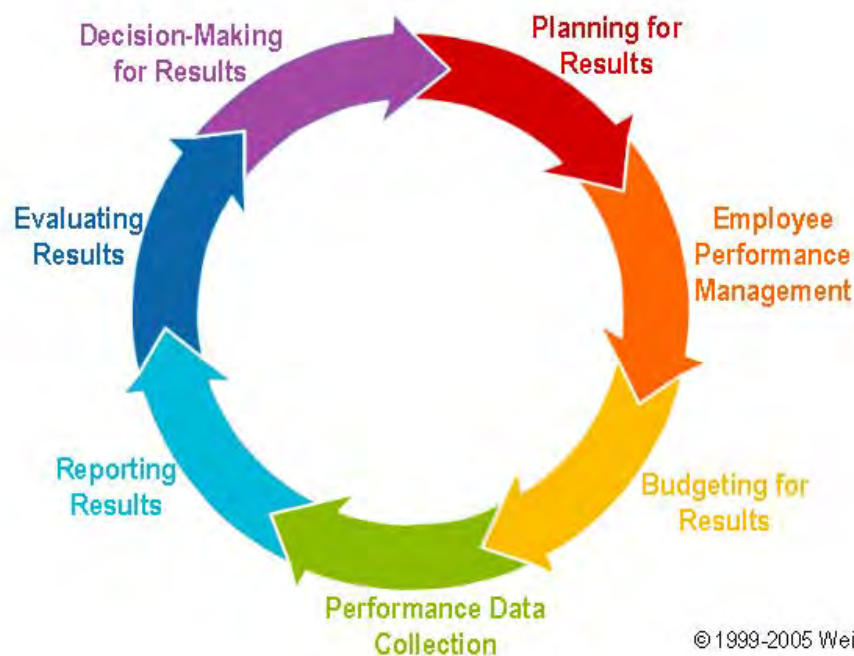 Decision-Making
for Results
Planning for
Results
Employee
Performance
Management
Budgeting for
Results
Performance Data
Collection
Reporting
Results
Evaluating
Results
© 1999-2005 Wei